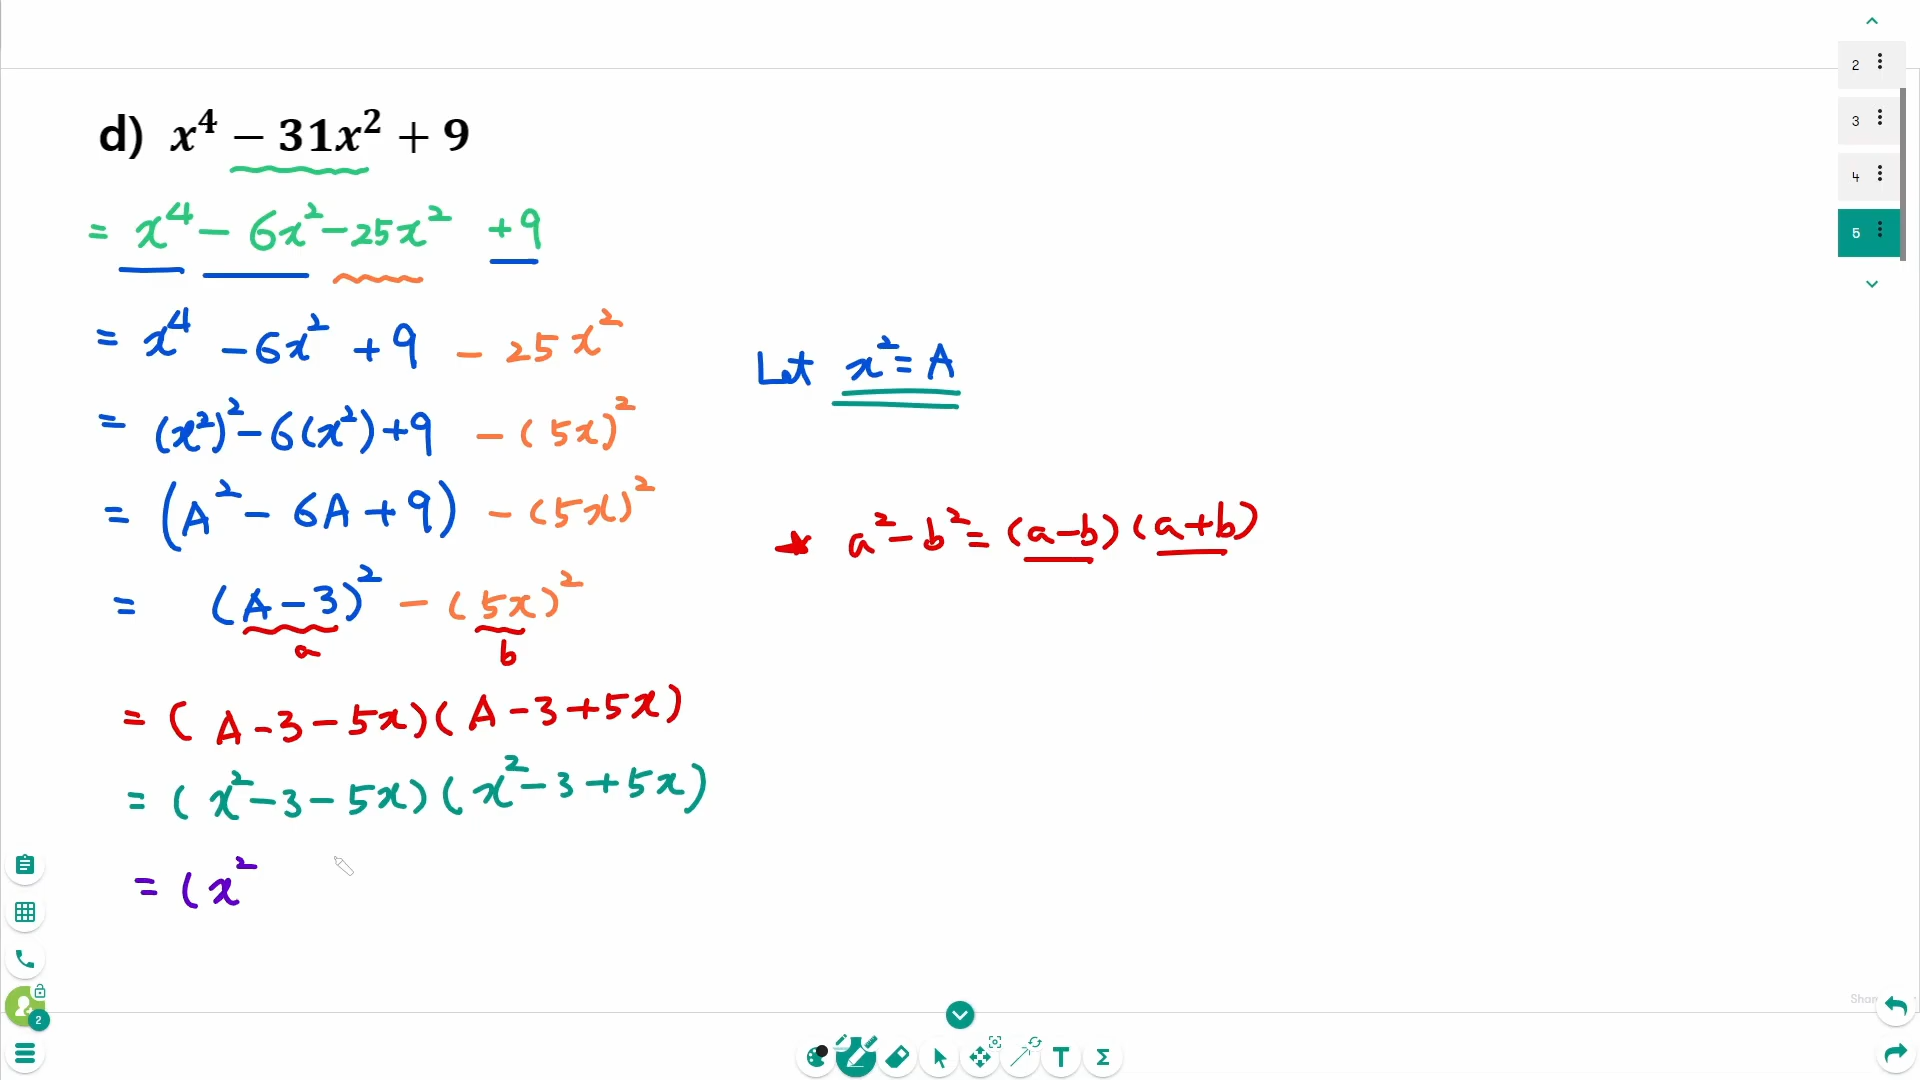 d) x⁴ − 31x² + 9
= x⁴ − 6x² − 25x² + 9
= x⁴ − 6x² + 9 − 25x²
= (x²)² − 6(x²) + 9 − (5x)²
= (A² − 6A + 9) − (5x)²
= (A − 3)² − (5x)²
a b
= (A − 3 − 5x)(A − 3 + 5x)
= (x² − 3 − 5x)(x² − 3 + 5x)
= (x²
Let x² = A
★ a² − b² = (a − b)(a + b)
2
3
4
5
2
T
Σ